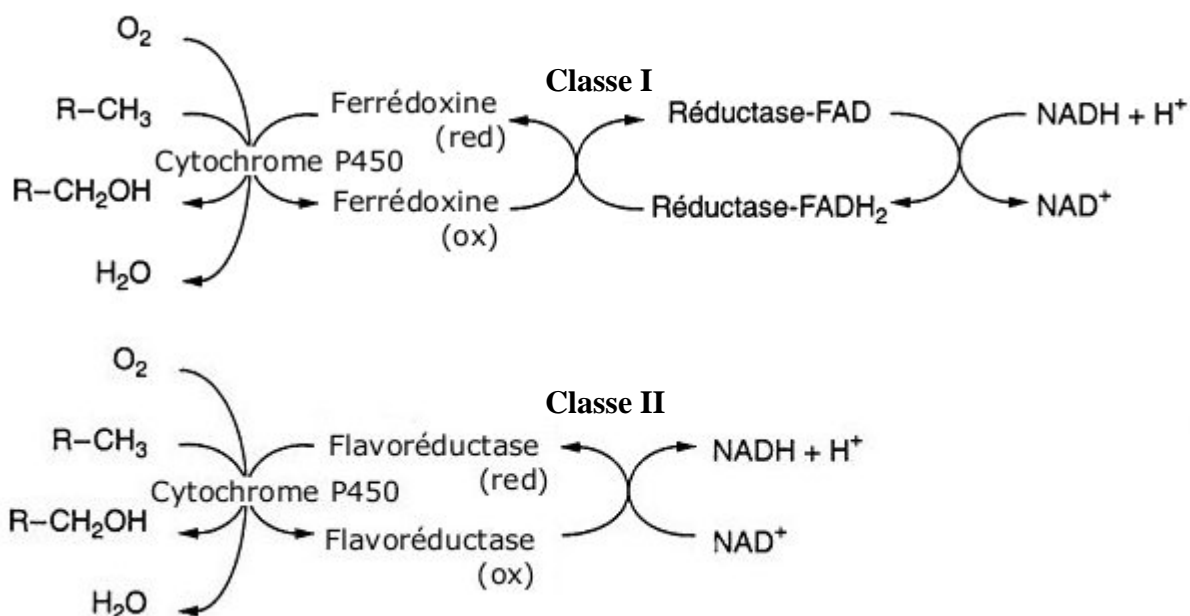 O₂
Classe I
R–CH₃
Ferrédoxine
(red)
Réductase-FAD
NADH + H⁺
Cytochrome P450
R–CH₂OH
Ferrédoxine
(ox)
Réductase-FADH₂
NAD⁺
H₂O
O₂
Classe II
R–CH₃
Flavoréductase
(red)
NADH + H⁺
Cytochrome P450
R–CH₂OH
Flavoréductase
(ox)
NAD⁺
H₂O